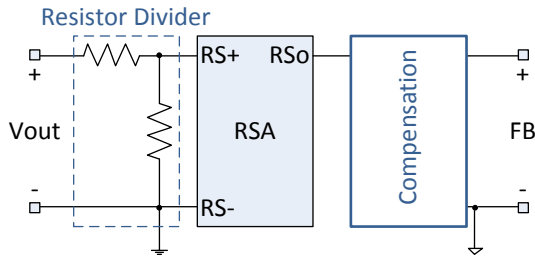 Resistor Divider
RS+
RSo
+
+
Vout
RSA
Compensation
FB
-
-
RS-